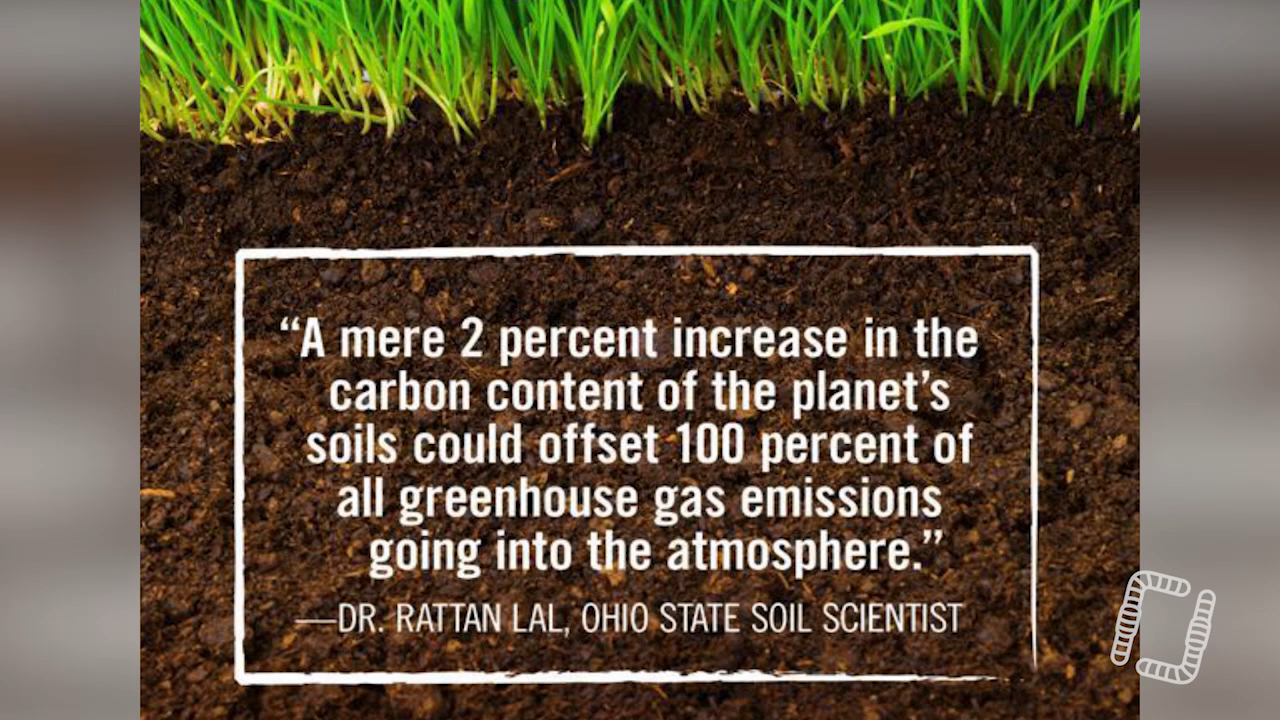 “A mere 2 percent increase in the
carbon content of the planet’s
soils could offset 100 percent of
all greenhouse gas emissions
going into the atmosphere.”
—DR. RATTAN LAL, OHIO STATE SOIL SCIENTIST